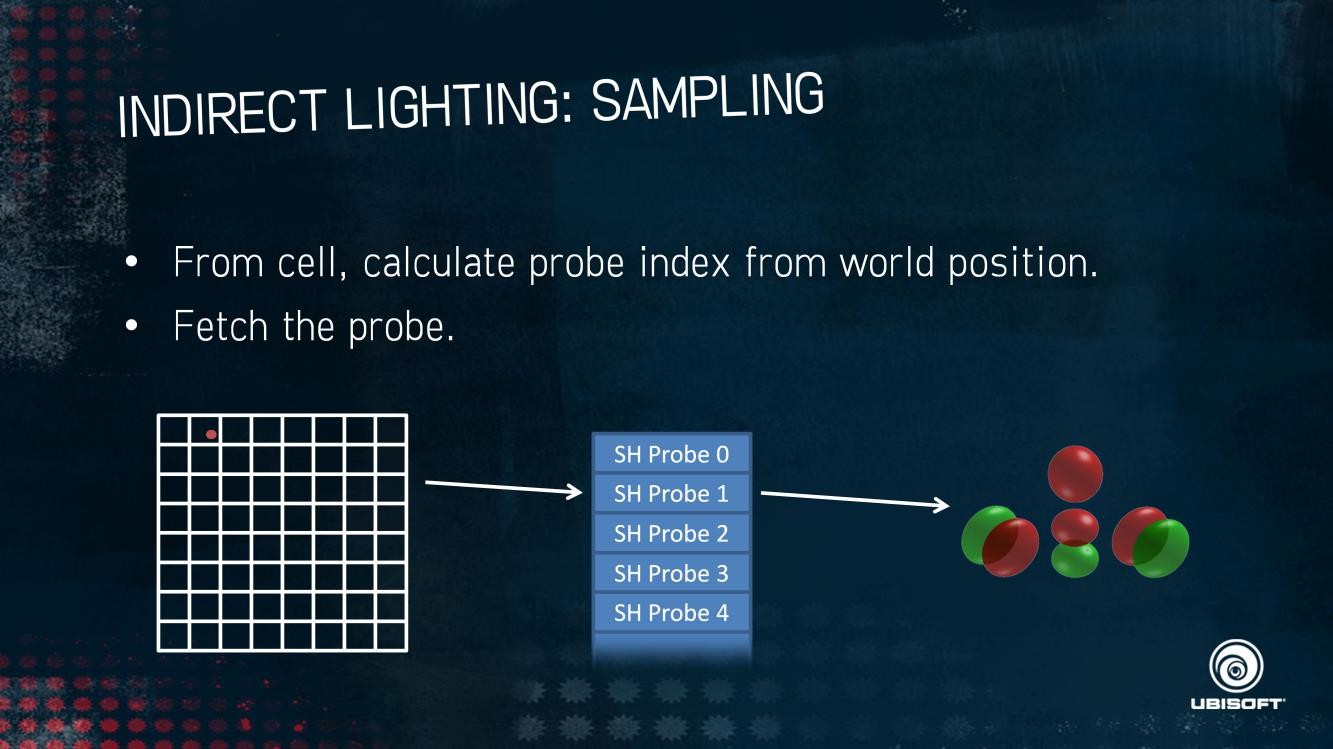 INDIRECT LIGHTING: SAMPLING
• From cell, calculate probe index from world position.
• Fetch the probe.
SH Probe 0
SH Probe 1
SH Probe 2
SH Probe 3
SH Probe 4
UBISOFT